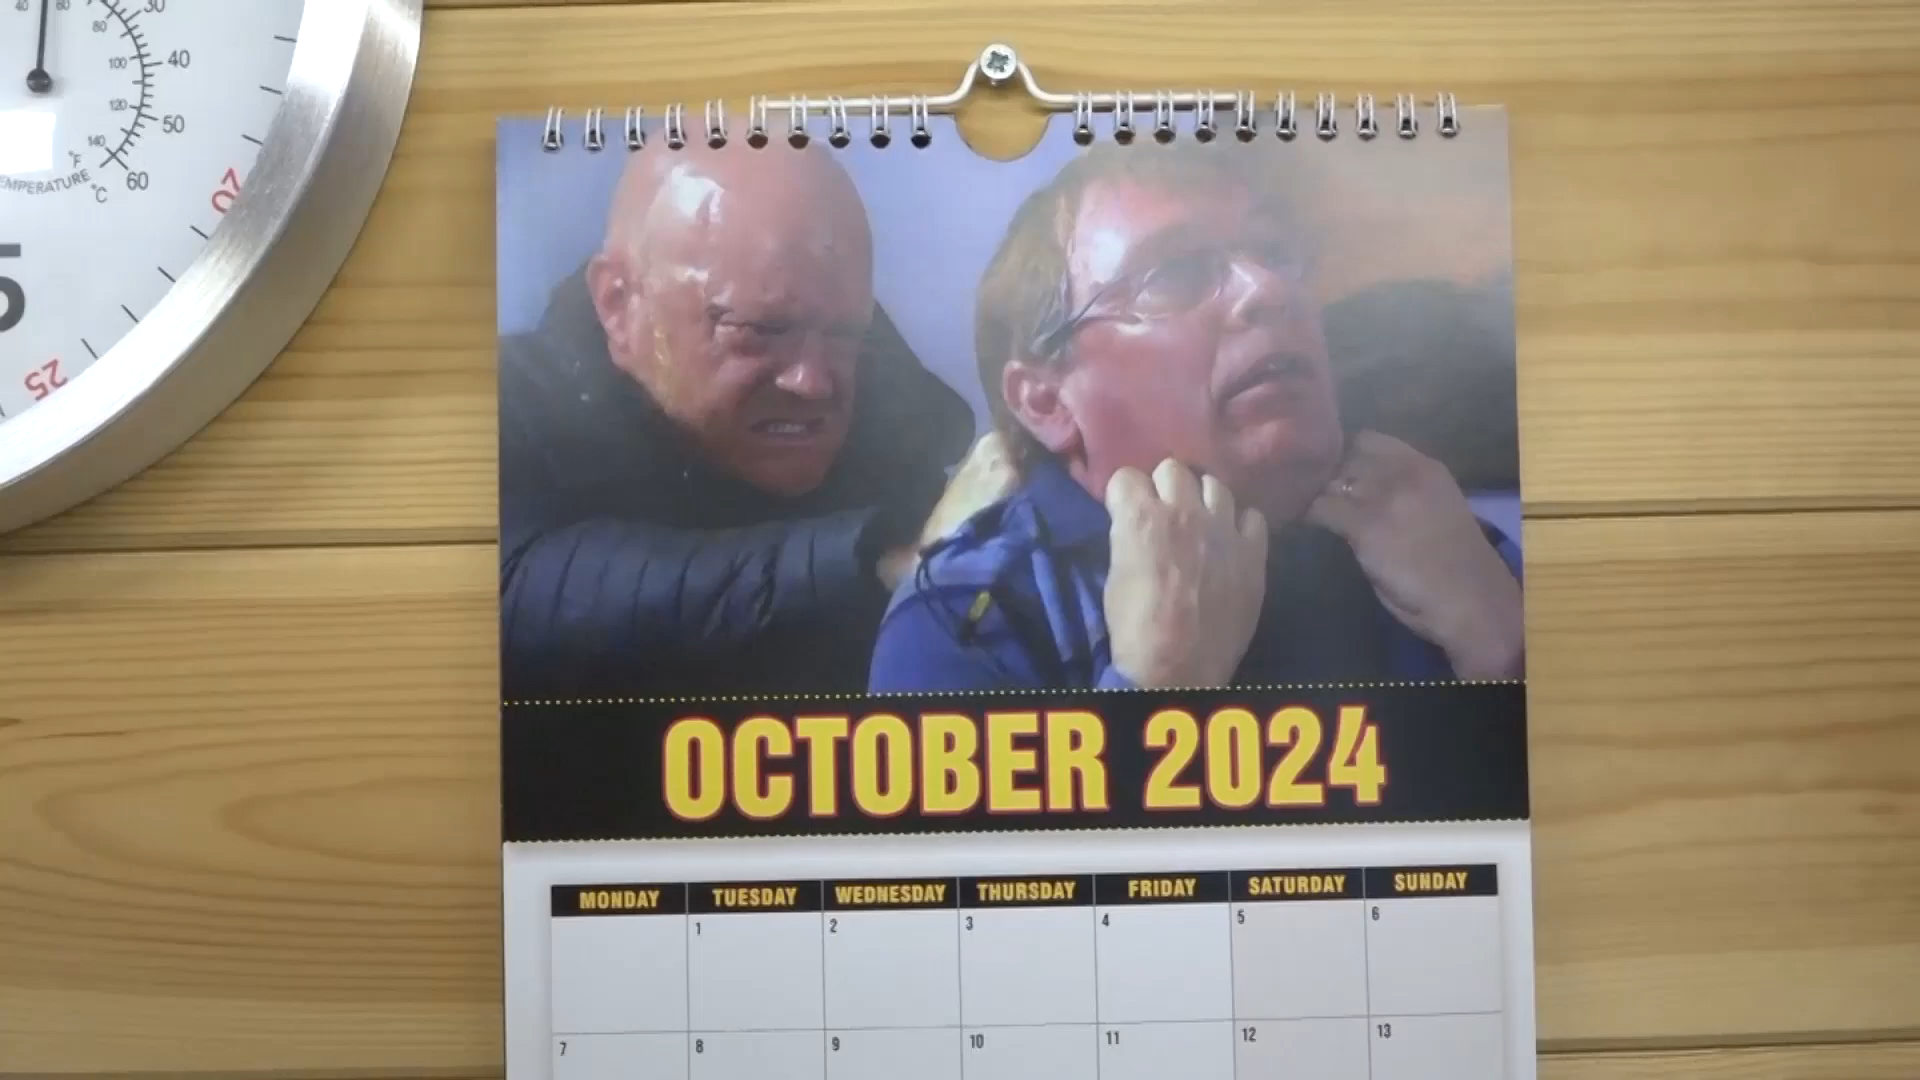 40
60
80
30
100
40
120
50
140
°F
60
TEMPERATURE
°C
20
5
25
OCTOBER 2024
MONDAY TUESDAY WEDNESDAY THURSDAY FRIDAY SATURDAY SUNDAY
1 2 3 4 5 6
7 8 9 10 11 12 13